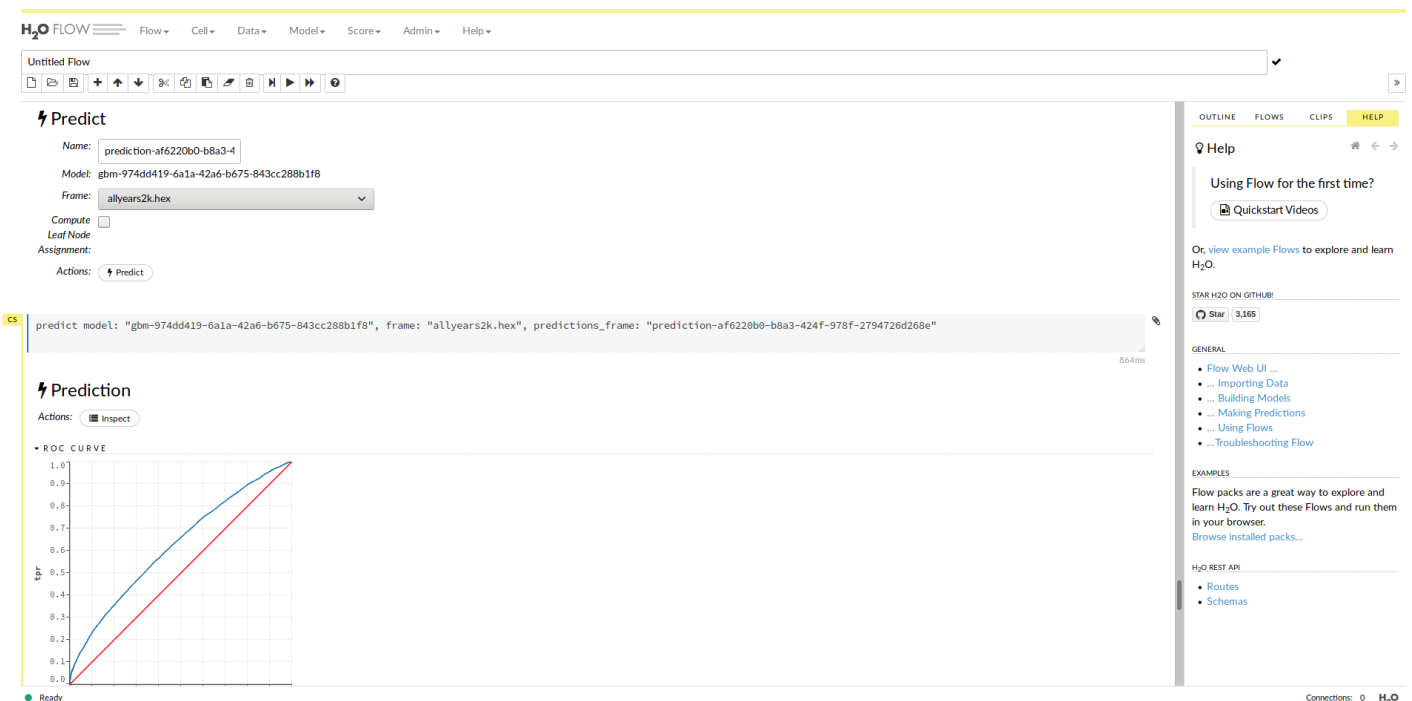 H2O FLOW Flow Cell Data Model Score Admin Help
Untitled Flow
Predict
Name: prediction-af6220b0-b8a3-4
Model: gbm-974dd419-6a1a-42a6-b675-843cc288b1f8
Frame: allyears2k.hex
Compute
Leaf Node
Assignment:
Actions: Predict
CS
predict model: "gbm-974dd419-6a1a-42a6-b675-843cc288b1f8", frame: "allyears2k.hex", predictions_frame: "prediction-af6220b0-b8a3-424f-978f-2794726d268e"
864ms
Prediction
Actions: Inspect
ROC CURVE
1.0
0.9
0.8
0.7
0.6
0.5
0.4
0.3
0.2
0.1
0.0
tpr
OUTLINE FLOWS CLIPS HELP
Help
Using Flow for the first time?
Quickstart Videos
Or, view example Flows to explore and learn
H2O.
STAR H2O ON GITHUB!
Star 3,165
GENERAL
Flow Web UI ...
... Importing Data
... Building Models
... Making Predictions
... Using Flows
...Troubleshooting Flow
EXAMPLES
Flow packs are a great way to explore and
learn H2O. Try out these Flows and run them
in your browser.
Browse installed packs...
H2O REST API
Routes
Schemas
Ready
Connections: 0 H2O